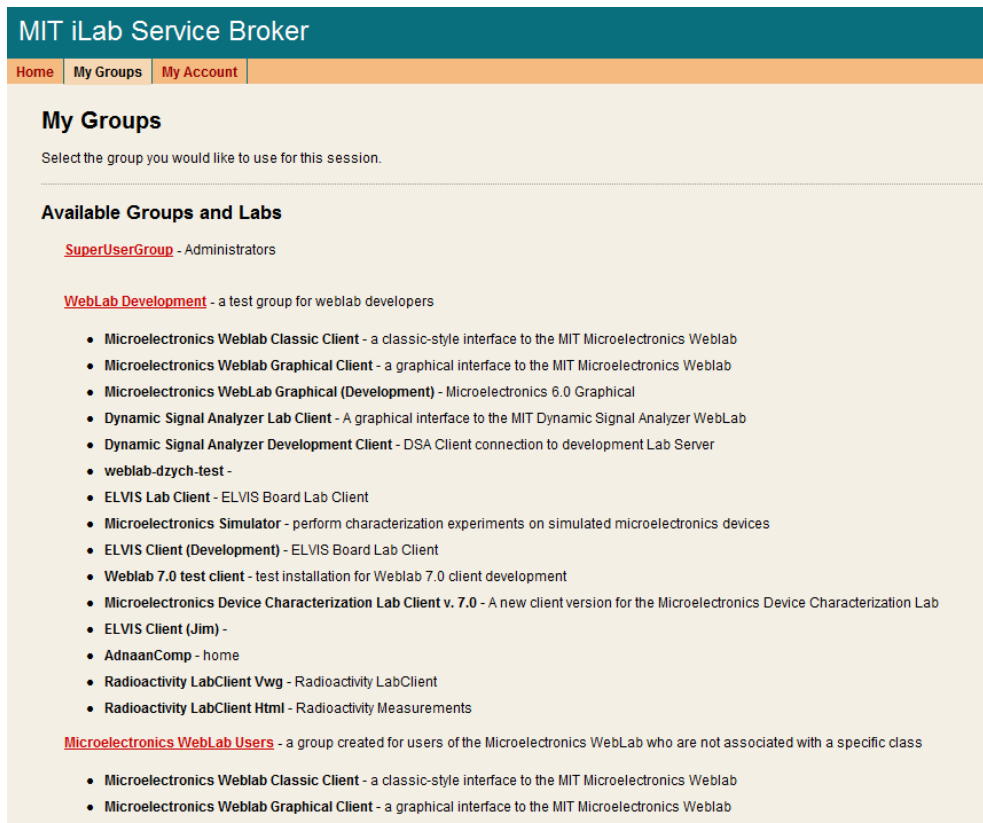 MIT iLab Service Broker
Home My Groups My Account
My Groups
Select the group you would like to use for this session.
Available Groups and Labs
SuperUserGroup - Administrators
WebLab Development - a test group for weblab developers
• Microelectronics Weblab Classic Client - a classic-style interface to the MIT Microelectronics Weblab
• Microelectronics Weblab Graphical Client - a graphical interface to the MIT Microelectronics Weblab
• Microelectronics WebLab Graphical (Development) - Microelectronics 6.0 Graphical
• Dynamic Signal Analyzer Lab Client - A graphical interface to the MIT Dynamic Signal Analyzer WebLab
• Dynamic Signal Analyzer Development Client - DSA Client connection to development Lab Server
• weblab-dzych-test -
• ELVIS Lab Client - ELVIS Board Lab Client
• Microelectronics Simulator - perform characterization experiments on simulated microelectronics devices
• ELVIS Client (Development) - ELVIS Board Lab Client
• Weblab 7.0 test client - test installation for Weblab 7.0 client development
• Microelectronics Device Characterization Lab Client v. 7.0 - A new client version for the Microelectronics Device Characterization Lab
• ELVIS Client (Jim) -
• AdnaanComp - home
• Radioactivity LabClient Vwg - Radioactivity LabClient
• Radioactivity LabClient Html - Radioactivity Measurements
Microelectronics WebLab Users - a group created for users of the Microelectronics WebLab who are not associated with a specific class
• Microelectronics Weblab Classic Client - a classic-style interface to the MIT Microelectronics Weblab
• Microelectronics Weblab Graphical Client - a graphical interface to the MIT Microelectronics Weblab